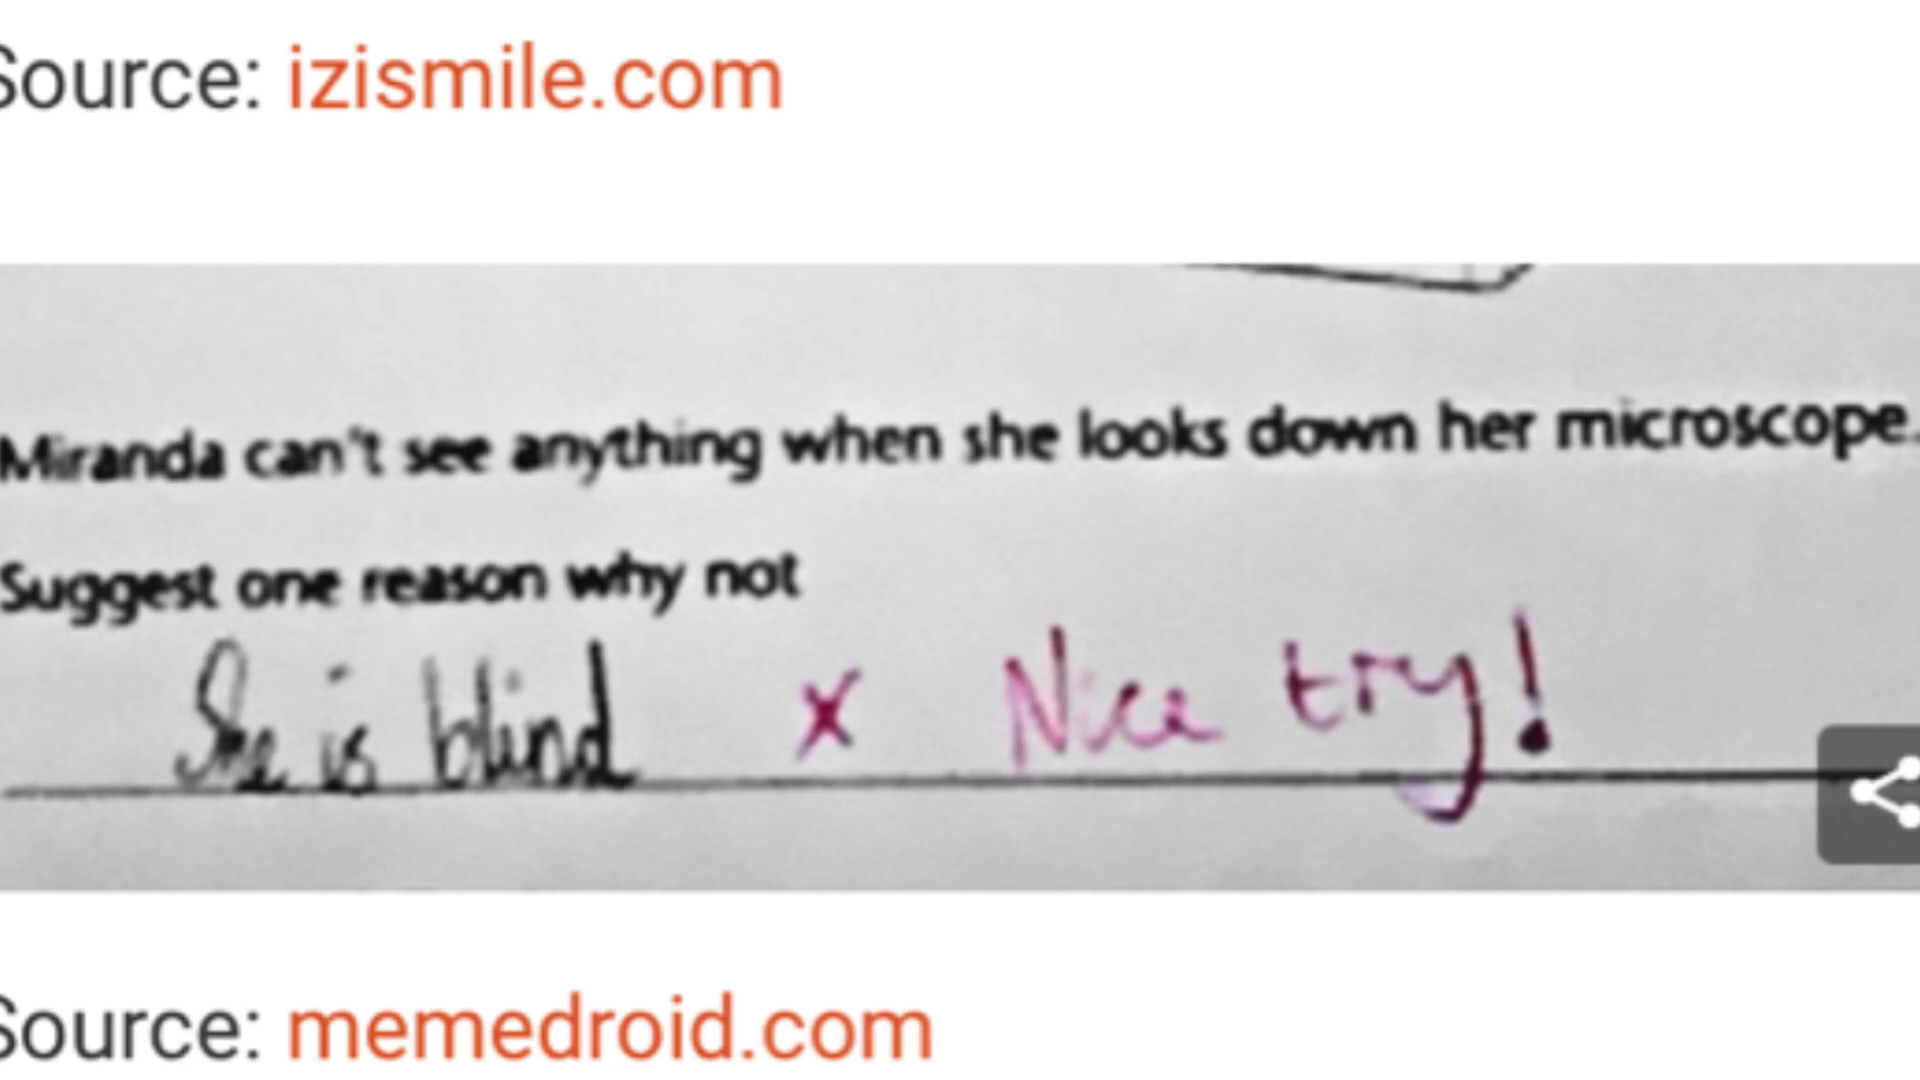 Source: izismile.com
Miranda can't see anything when she looks down her microscope.
Suggest one reason why not
She is blind x Nice try!
Source: memedroid.com